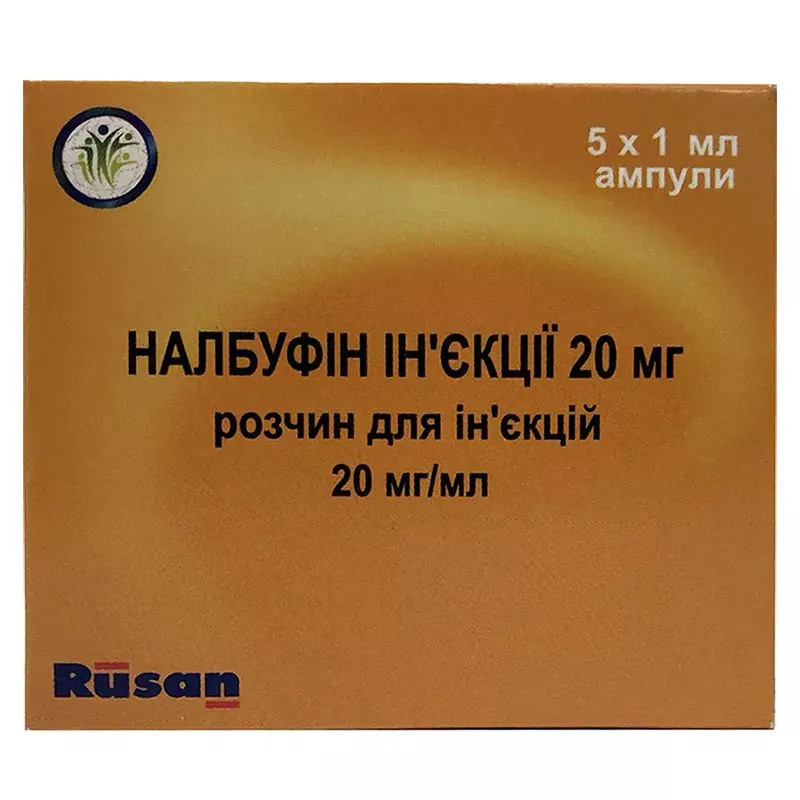 5 x 1 мл
ампули
НАЛБУФІН ІН'ЄКЦІЇ 20 мг
розчин для ін'єкцій
20 мг/мл
Rusan